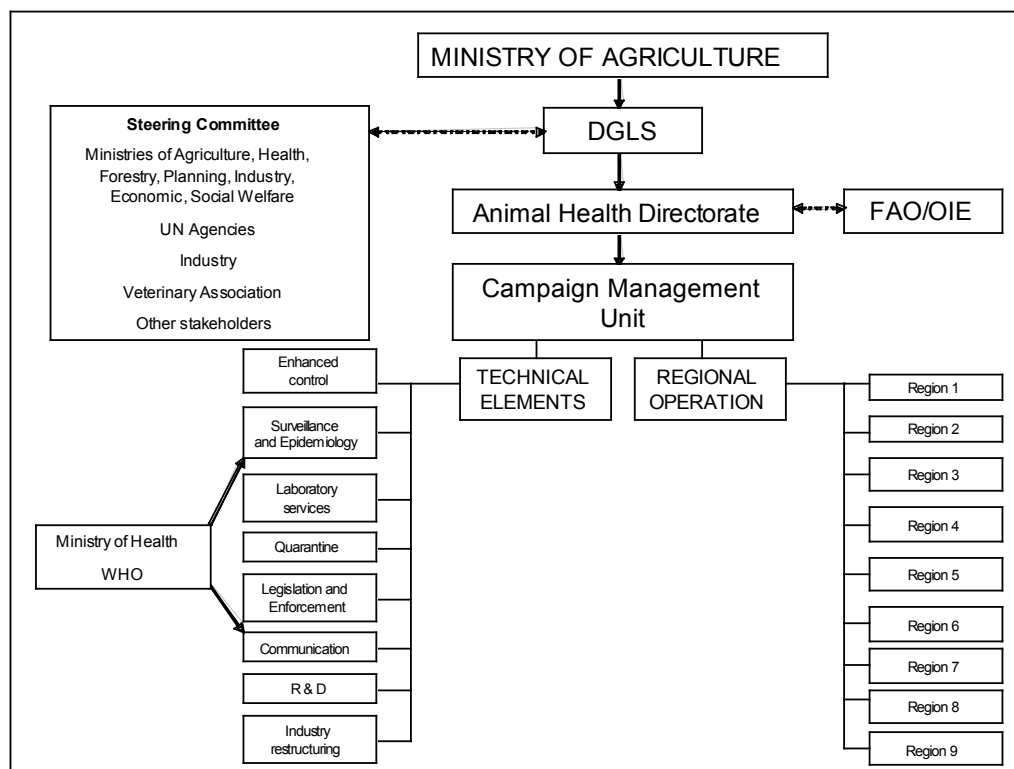 MINISTRY OF AGRICULTURE
Steering Committee
Ministries of Agriculture, Health,
Forestry, Planning, Industry,
Economic, Social Welfare
UN Agencies
Industry
Veterinary Association
Other stakeholders
DGLS
Animal Health Directorate
FAO/OIE
Campaign Management
Unit
TECHNICAL
ELEMENTS
REGIONAL
OPERATION
Enhanced
control
Surveillance
and Epidemiology
Laboratory
services
Quarantine
Legislation and
Enforcement
Communication
R & D
Industry
restructuring
Ministry of Health
WHO
Region 1
Region 2
Region 3
Region 4
Region 5
Region 6
Region 7
Region 8
Region 9